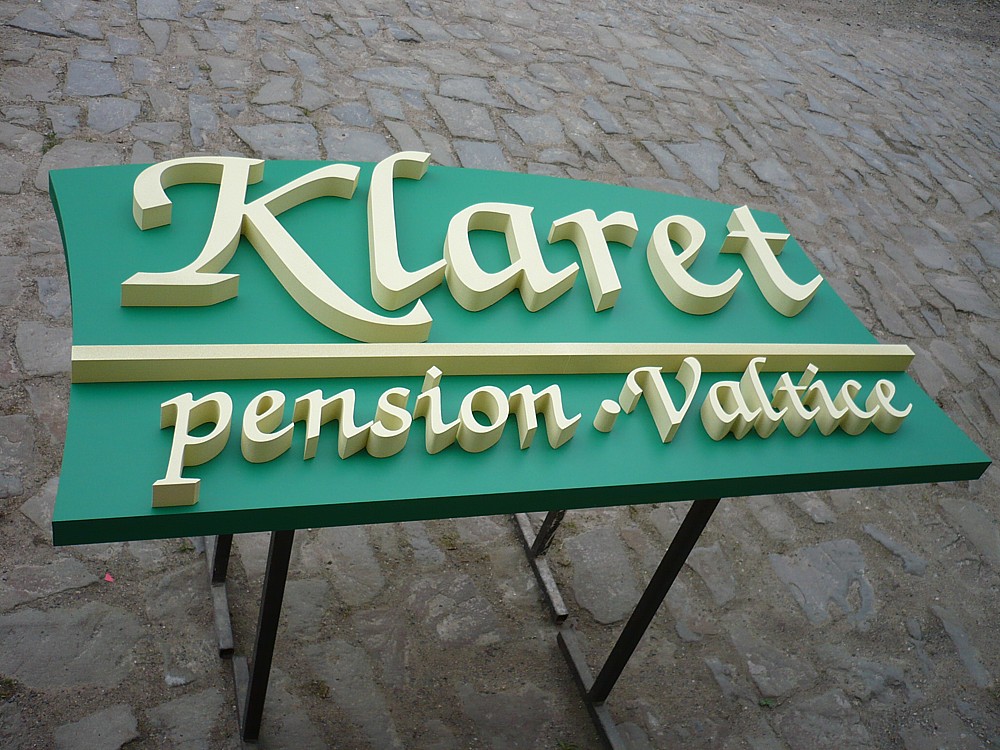 Klaret
pension · Valtice